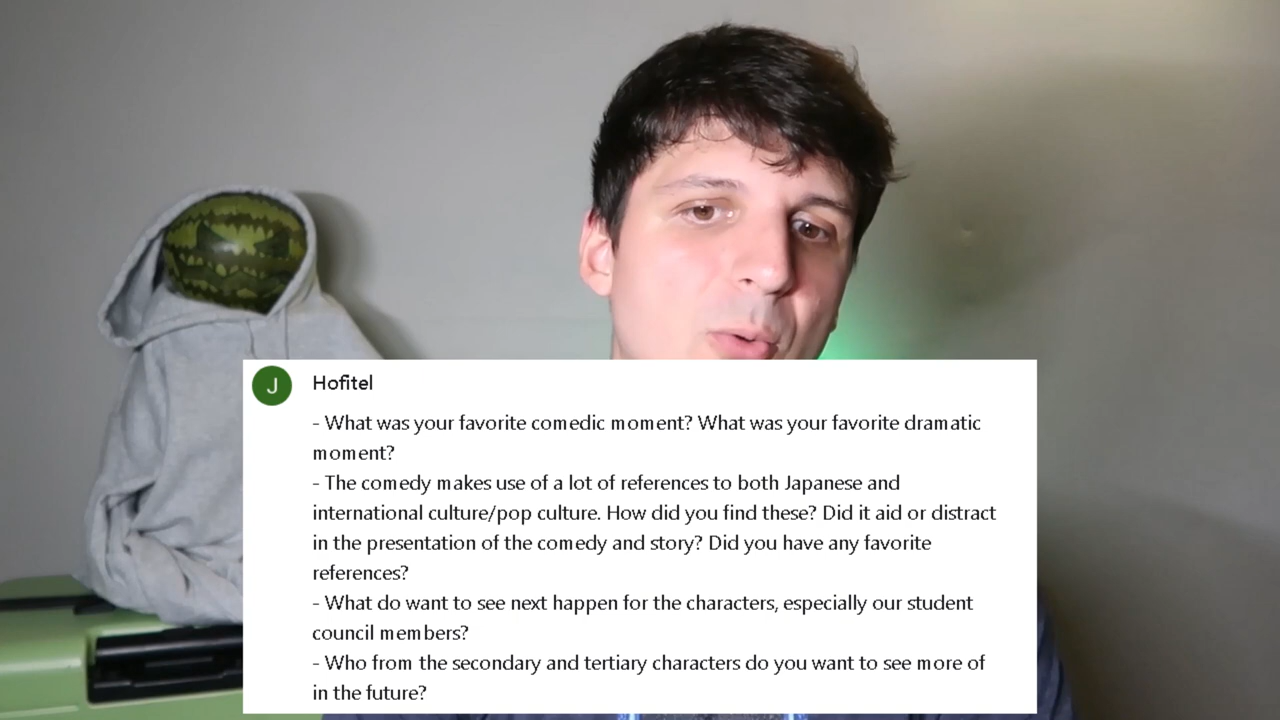 J
Hofitel
- What was your favorite comedic moment? What was your favorite dramatic
moment?
- The comedy makes use of a lot of references to both Japanese and
international culture/pop culture. How did you find these? Did it aid or distract
in the presentation of the comedy and story? Did you have any favorite
references?
- What do want to see next happen for the characters, especially our student
council members?
- Who from the secondary and tertiary characters do you want to see more of
in the future?